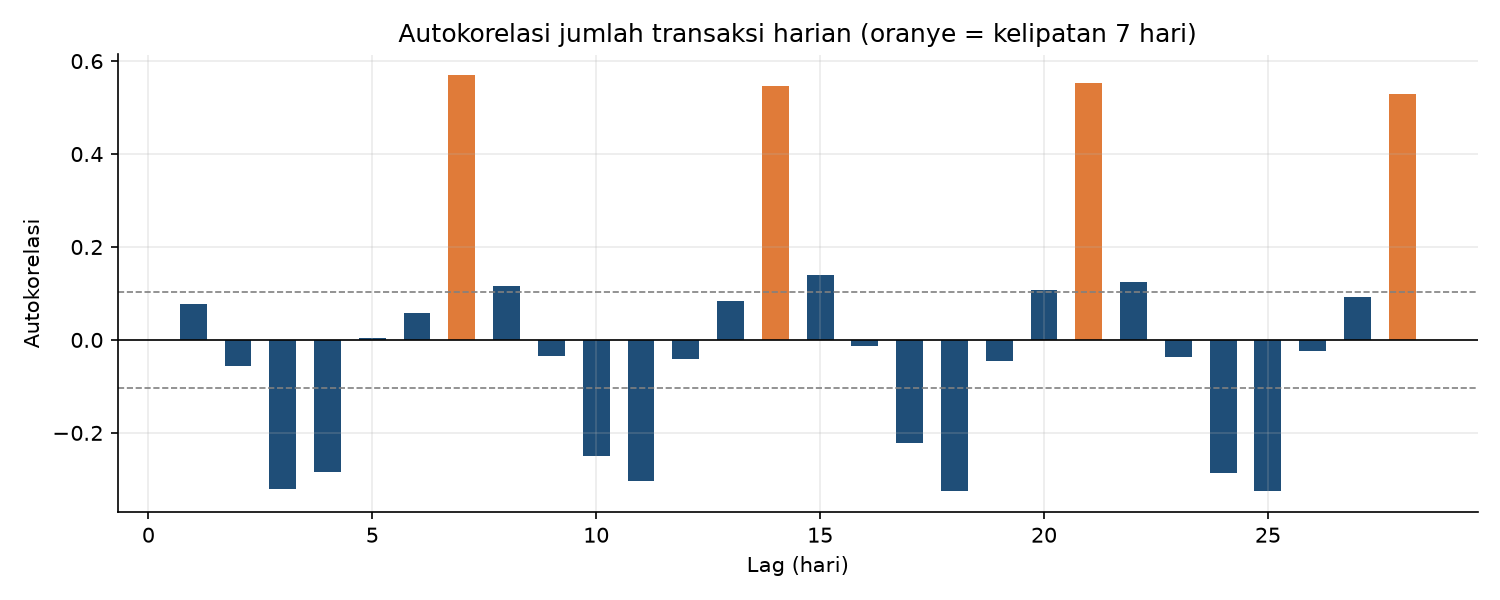 Autokorelasi jumlah transaksi harian (oranye = kelipatan 7 hari)
Autokorelasi
0.6
0.4
0.2
0.0
−0.2
0 5 10 15 20 25
Lag (hari)